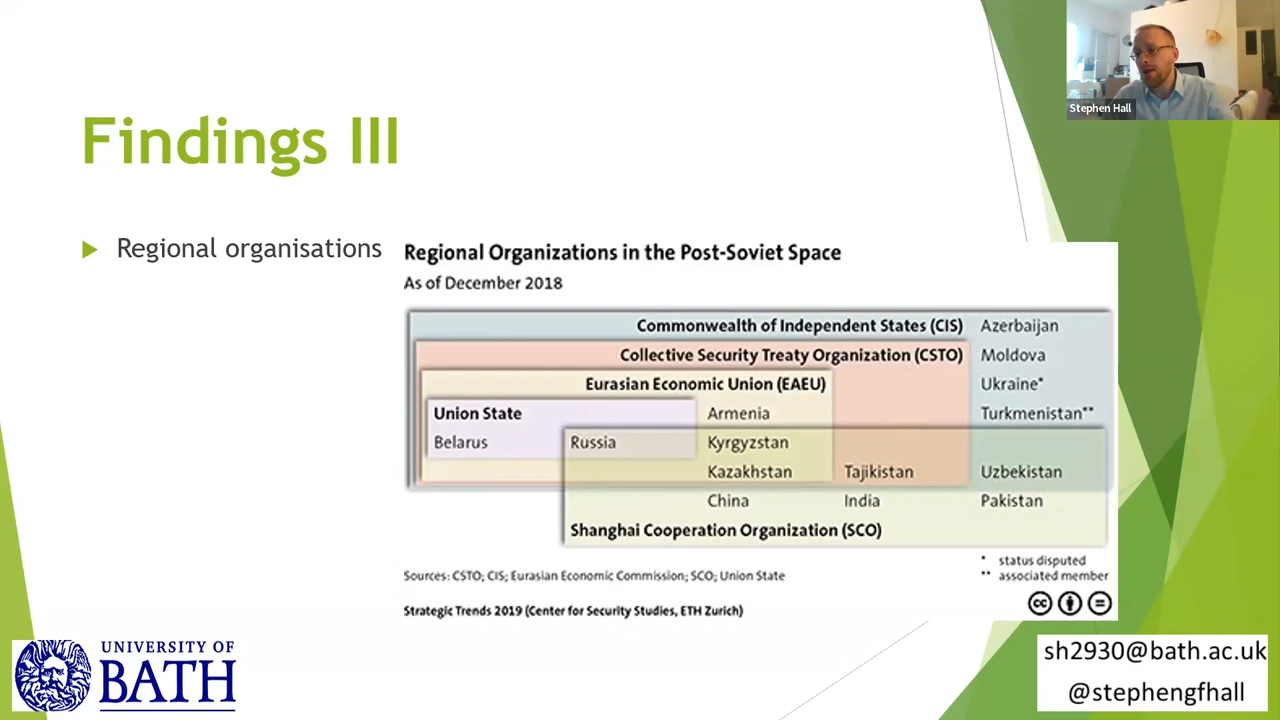 Stephen Hall
Findings III
Regional organisations
Regional Organizations in the Post-Soviet Space
As of December 2018
Commonwealth of Independent States (CIS) Azerbaijan
Collective Security Treaty Organization (CSTO) Moldova
Eurasian Economic Union (EAEU) Ukraine*
Union State Armenia Turkmenistan**
Belarus Russia Kyrgyzstan
Kazakhstan Tajikistan Uzbekistan
China India Pakistan
Shanghai Cooperation Organization (SCO)
* status disputed
Sources: CSTO; CIS; Eurasian Economic Commission; SCO; Union State ** associated member
Strategic Trends 2019 (Center for Security Studies, ETH Zurich)
cc
UNIVERSITY OF
BATH
sh2930@bath.ac.uk
@stephengfhall